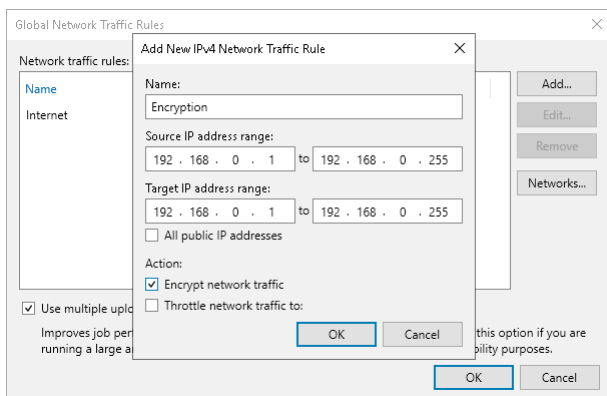 Global Network Traffic Rules
Add New IPv4 Network Traffic Rule
Network traffic rules:
Name
Internet
Name:
Encryption
Source IP address range:
192 . 168 . 0 . 1 to 192 . 168 . 0 . 255
Target IP address range:
192 . 168 . 0 . 1 to 192 . 168 . 0 . 255
All public IP addresses
Action:
Encrypt network traffic
Throttle network traffic to:
OK Cancel
Add...
Edit...
Remove
Networks...
Use multiple
Improves job this option if you are
running a large purposes.
OK Cancel